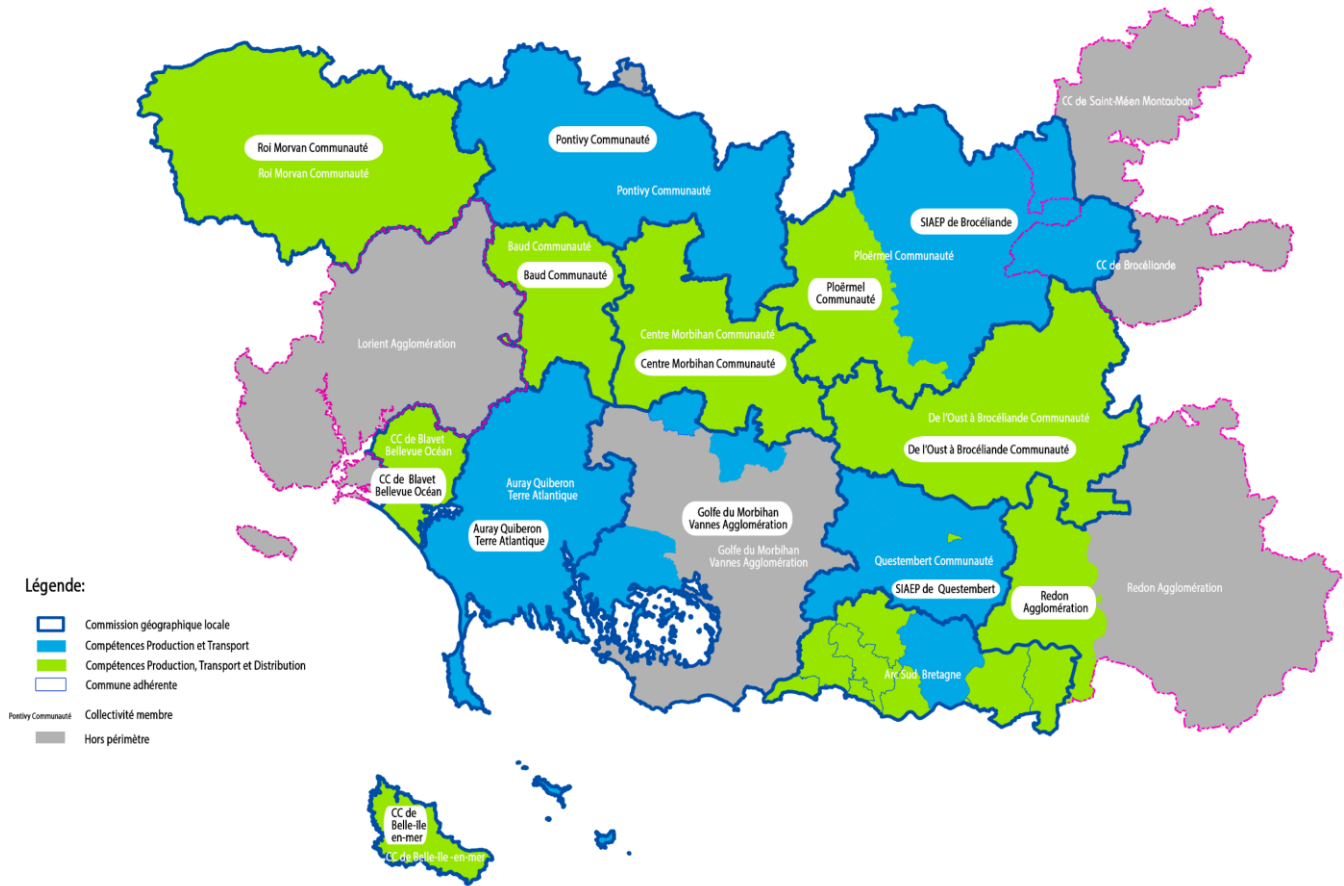 CC de Saint-Méen Montauban
Roi Morvan Communauté
Roi Morvan Communauté
Pontivy Communauté
Pontivy Communauté
SIAEP de Brocéliande
Ploërmel Communauté
CC de Brocéliande
Baud Communauté
Baud Communauté
Ploërmel
Communauté
Lorient Agglomération
Centre Morbihan Communauté
Centre Morbihan Communauté
De l'Oust à Brocéliande Communauté
De l'Oust à Brocéliande Communauté
CC de Blavet
Bellevue Océan
CC de Blavet
Bellevue Océan
Auray Quiberon
Terre Atlantique
Auray Quiberon
Terre Atlantique
Golfe du Morbihan
Vannes Agglomération
Golfe du Morbihan
Vannes Agglomération
Questembert Communauté
SIAEP de Questembert
Redon
Agglomération
Redon Agglomération
Arc Sud Bretagne
Légende:
Commission géographique locale
Compétences Production et Transport
Compétences Production, Transport et Distribution
Commune adhérente
Pontivy Communauté Collectivité membre
Hors périmètre
CC de
Belle-île
en-mer
CC de Belle-Ile -en-mer